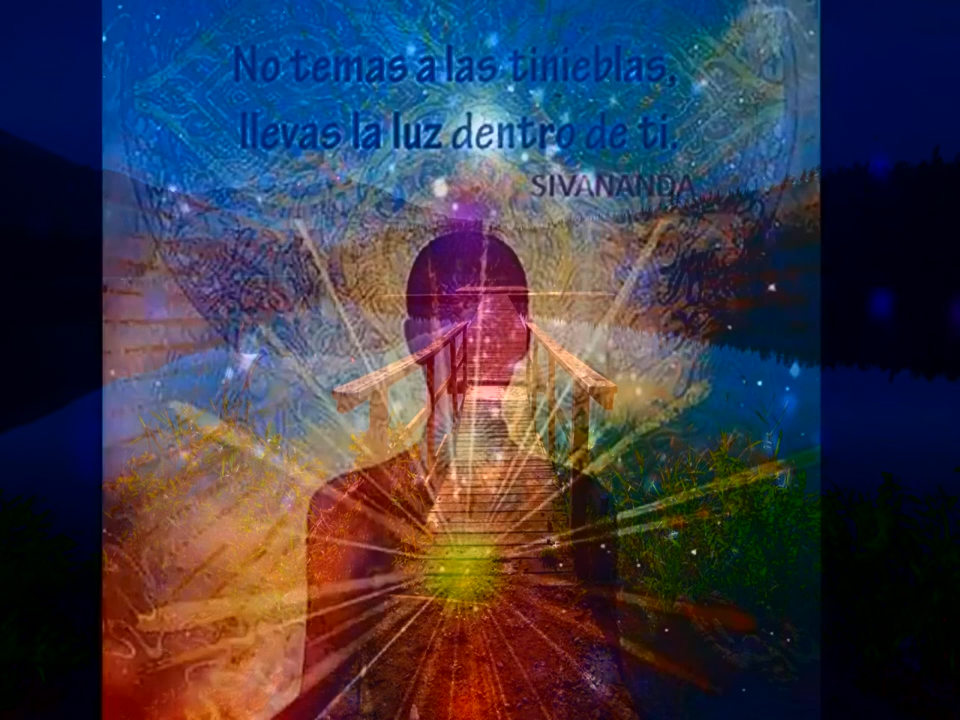 No temas a las tinieblas,
llevas la luz dentro de ti.
SIVANANDA